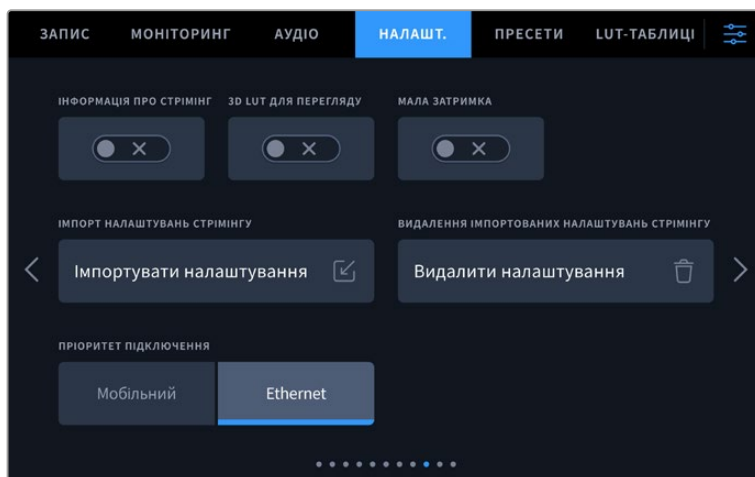 ЗАПИС МОНІТОРИНГ АУДІО НАЛАШТ. ПРЕСЕТИ LUT-ТАБЛИЦІ
ІНФОРМАЦІЯ ПРО СТРІМІНГ 3D LUT ДЛЯ ПЕРЕГЛЯДУ МАЛА ЗАТРИМКА
ІМПОРТ НАЛАШТУВАНЬ СТРІМІНГУ ВИДАЛЕННЯ ІМПОРТОВАНИХ НАЛАШТУВАНЬ СТРІМІНГУ
Імпортувати налаштування Видалити налаштування
ПРІОРИТЕТ ПІДКЛЮЧЕННЯ
Мобільний Ethernet